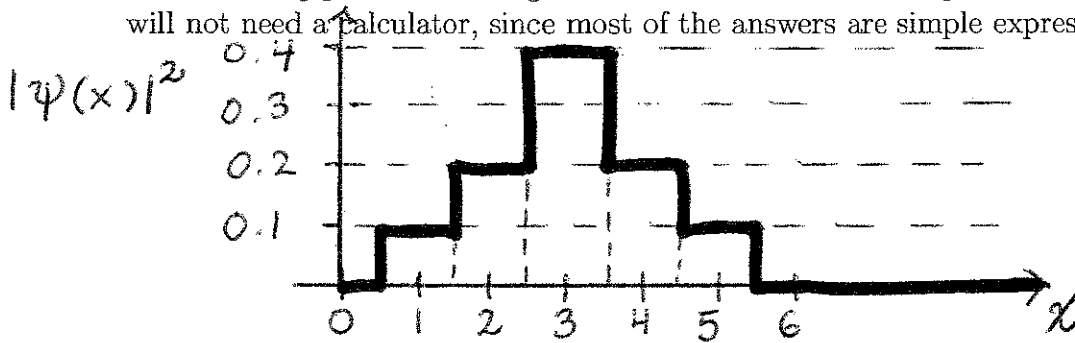 will not need a calculator, since most of the answers are simple expres
0.4
|ψ(x)|²
0.3
0.2
0.1
0 1 2 3 4 5 6
x